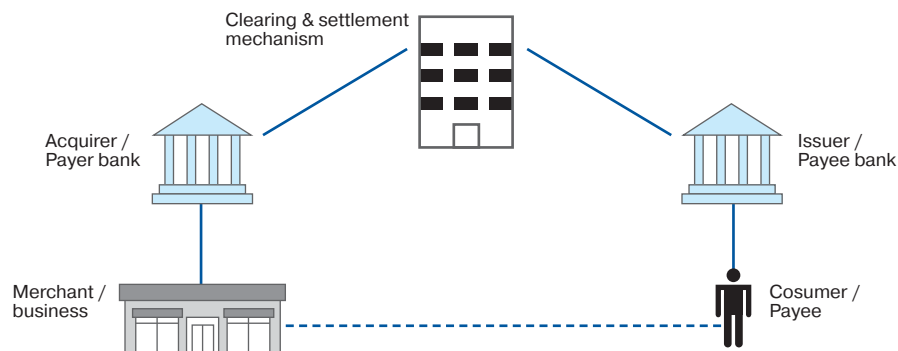 Clearing & settlement
mechanism
Acquirer /
Payer bank
Issuer /
Payee bank
Merchant /
business
Cosumer /
Payee